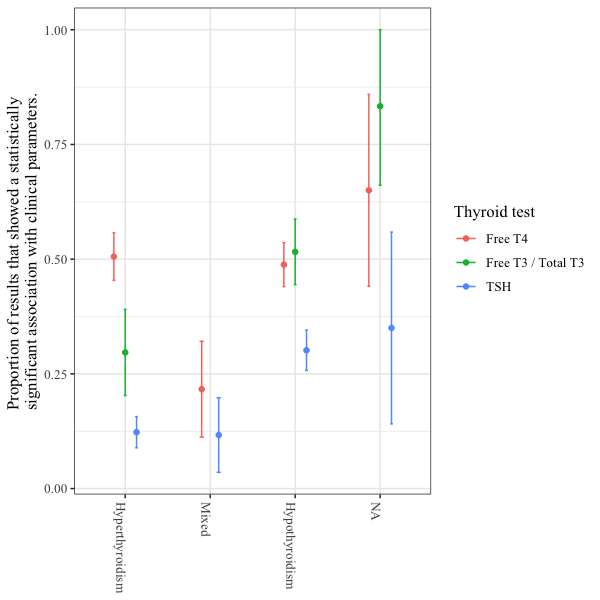 Proportion of results that showed a statistically
significant association with clinical parameters.
1.00
0.75
0.50
0.25
0.00
Hyperthyroidism
Mixed
Hypothyroidism
NA
Thyroid test
Free T4
Free T3 / Total T3
TSH